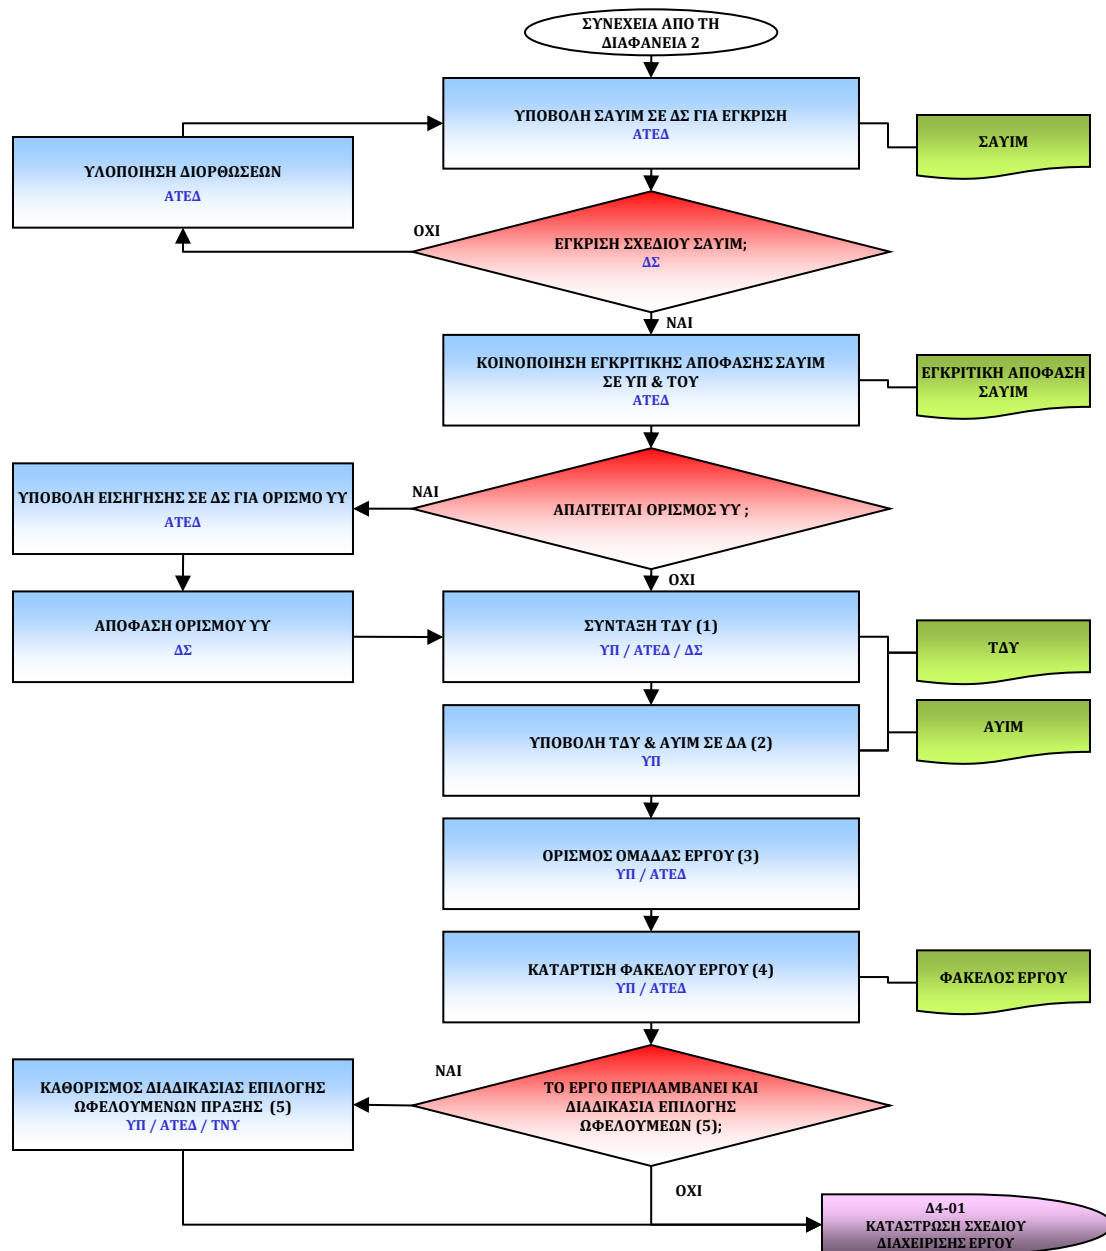 ΣΥΝΕΧΕΙΑ ΑΠΟ ΤΗ
ΔΙΑΦΑΝΕΙΑ 2
ΥΠΟΒΟΛΗ ΣΑΥΙΜ ΣΕ ΔΣ ΓΙΑ ΕΓΚΡΙΣΗ
ΑΤΕΔ
ΣΑΥΙΜ
ΥΛΟΠΟΙΗΣΗ ΔΙΟΡΘΩΣΕΩΝ
ΑΤΕΔ
ΟΧΙ
ΕΓΚΡΙΣΗ ΣΧΕΔΙΟΥ ΣΑΥΙΜ;
ΔΣ
ΝΑΙ
ΚΟΙΝΟΠΟΙΗΣΗ ΕΓΚΡΙΤΙΚΗΣ ΑΠΟΦΑΣΗΣ ΣΑΥΙΜ
ΣΕ ΥΠ & ΤΟΥ
ΑΤΕΔ
ΕΓΚΡΙΤΙΚΗ ΑΠΟΦΑΣΗ
ΣΑΥΙΜ
ΥΠΟΒΟΛΗ ΕΙΣΗΓΗΣΗΣ ΣΕ ΔΣ ΓΙΑ ΟΡΙΣΜΟ ΥΥ
ΑΤΕΔ
ΝΑΙ
ΑΠΑΙΤΕΙΤΑΙ ΟΡΙΣΜΟΣ ΥΥ ;
ΟΧΙ
ΑΠΟΦΑΣΗ ΟΡΙΣΜΟΥ ΥΥ
ΔΣ
ΣΥΝΤΑΞΗ ΤΔΥ (1)
ΥΠ / ΑΤΕΔ / ΔΣ
ΤΔΥ
ΥΠΟΒΟΛΗ ΤΔΥ & ΑΥΙΜ ΣΕ ΔΑ (2)
ΥΠ
ΑΥΙΜ
ΟΡΙΣΜΟΣ ΟΜΑΔΑΣ ΕΡΓΟΥ (3)
ΥΠ / ΑΤΕΔ
ΚΑΤΑΡΤΙΣΗ ΦΑΚΕΛΟΥ ΕΡΓΟΥ (4)
ΥΠ / ΑΤΕΔ
ΦΑΚΕΛΟΣ ΕΡΓΟΥ
ΚΑΘΟΡΙΣΜΟΣ ΔΙΑΔΙΚΑΣΙΑΣ ΕΠΙΛΟΓΗΣ
ΩΦΕΛΟΥΜΕΝΩΝ ΠΡΑΞΗΣ (5)
ΥΠ / ΑΤΕΔ / ΤΝΥ
ΝΑΙ
ΤΟ ΕΡΓΟ ΠΕΡΙΛΑΜΒΑΝΕΙ ΚΑΙ
ΔΙΑΔΙΚΑΣΙΑ ΕΠΙΛΟΓΗΣ
ΩΦΕΛΟΥΜΕΩΝ (5);
ΟΧΙ
Δ4-01
ΚΑΤΑΣΤΡΩΣΗ ΣΧΕΔΙΟΥ
ΔΙΑΧΕΙΡΙΣΗΣ ΕΡΓΟΥ